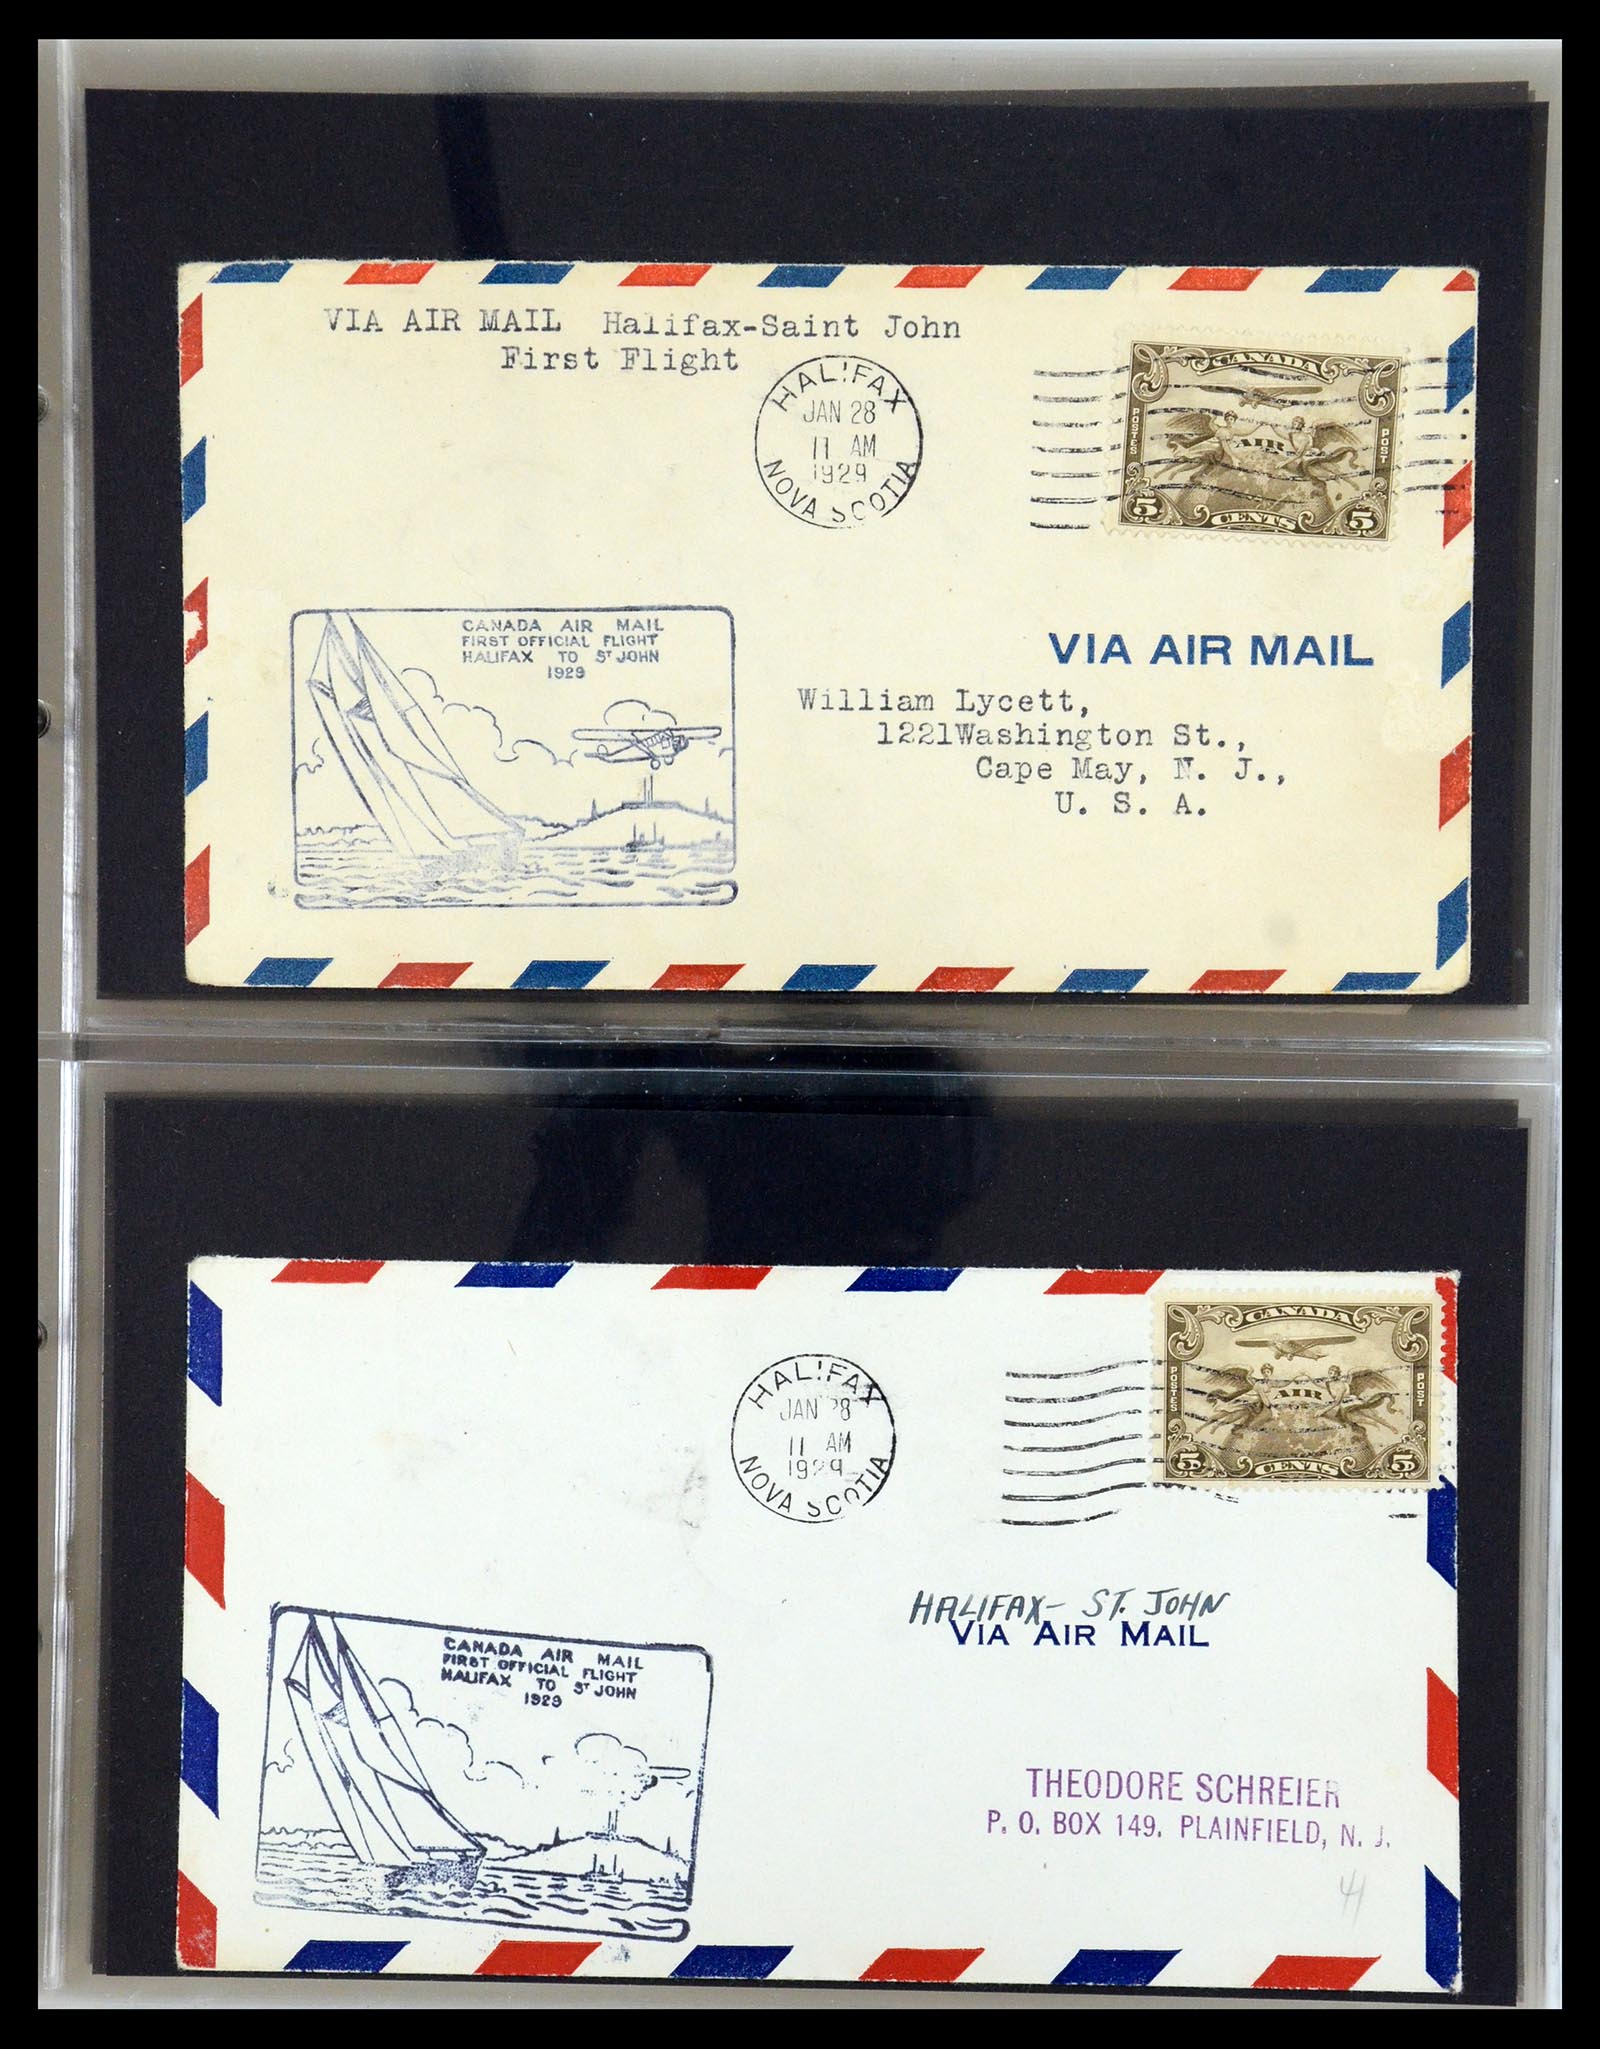 VIA AIR MAIL Halifax-Saint John
First Flight
HALIFAX
JAN 28
11 AM
1929
NOVA SCOTIA
CANADA
POSTES
AIR
POST
5 CENTS 5
CANADA AIR MAIL
FIRST OFFICIAL FLIGHT
HALIFAX TO ST JOHN
1929
VIA AIR MAIL
William Lycett,
1221Washington St.,
Cape May, N. J.,
U. S. A.
HALIFAX
JAN 28
11 AM
1929
NOVA SCOTIA
CANADA
POSTES
AIR
POST
5 CENTS 5
HALIFAX- ST. JOHN
VIA AIR MAIL
CANADA AIR MAIL
FIRST OFFICIAL FLIGHT
HALIFAX TO ST JOHN
1929
THEODORE SCHREIER
P. O. BOX 149. PLAINFIELD, N. J.